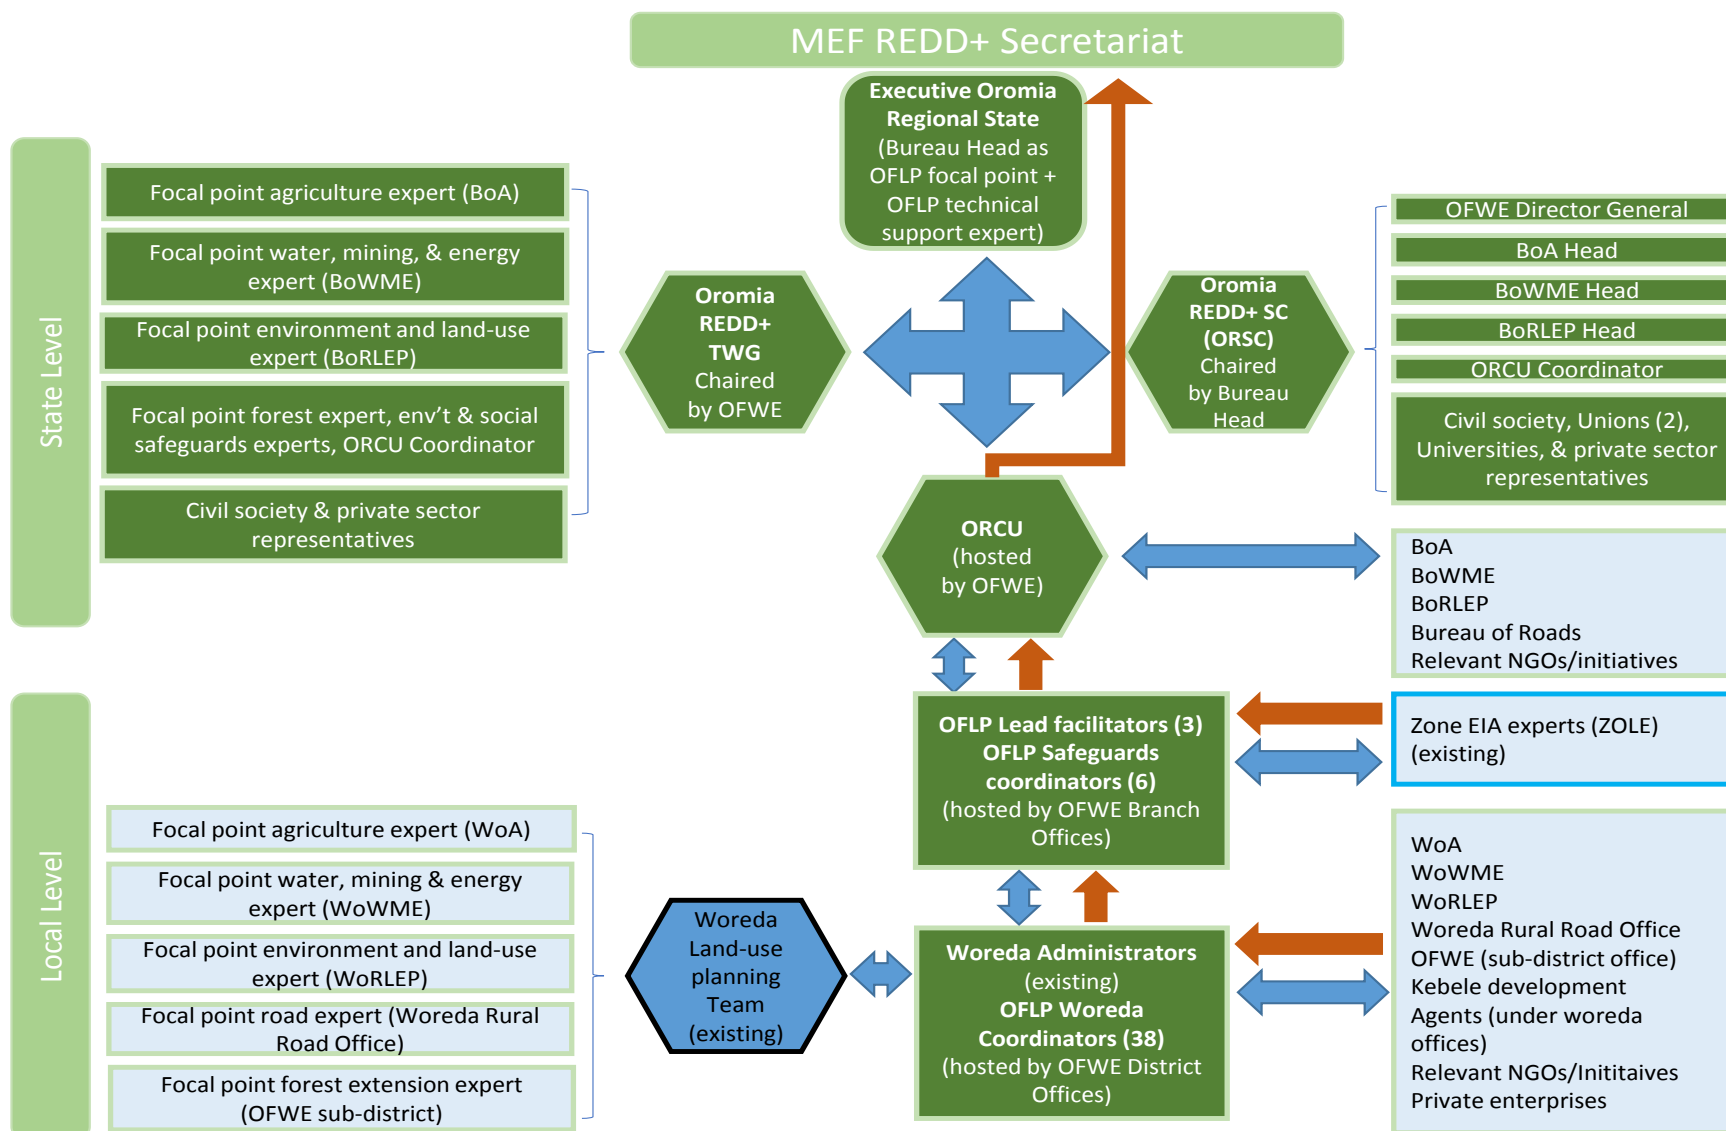 MEF REDD+ Secretariat
State Level
Focal point agriculture expert (BoA)
Focal point water, mining, & energy
expert (BoWME)
Focal point environment and land-use
expert (BoRLEP)
Focal point forest expert, env’t & social
safeguards experts, ORCU Coordinator
Civil society & private sector
representatives
Oromia
REDD+
TWG
Chaired
by OFWE
Executive Oromia
Regional State
(Bureau Head as
OFLP focal point +
OFLP technical
support expert)
Oromia
REDD+ SC
(ORSC)
Chaired
by Bureau
Head
OFWE Director General
BoA Head
BoWME Head
BoRLEP Head
ORCU Coordinator
Civil society, Unions (2),
Universities, & private sector
representatives
ORCU
(hosted
by OFWE)
BoA
BoWME
BoRLEP
Bureau of Roads
Relevant NGOs/initiatives
Local Level
OFLP Lead facilitators (3)
OFLP Safeguards
coordinators (6)
(hosted by OFWE Branch
Offices)
Zone EIA experts (ZOLE)
(existing)
Focal point agriculture expert (WoA)
Focal point water, mining & energy
expert (WoWME)
Focal point environment and land-use
expert (WoRLEP)
Focal point road expert (Woreda Rural
Road Office)
Focal point forest extension expert
(OFWE sub-district)
Woreda
Land-use
planning
Team
(existing)
Woreda Administrators
(existing)
OFLP Woreda
Coordinators (38)
(hosted by OFWE District
Offices)
WoA
WoWME
WoRLEP
Woreda Rural Road Office
OFWE (sub-district office)
Kebele development
Agents (under woreda
offices)
Relevant NGOs/Inititaives
Private enterprises